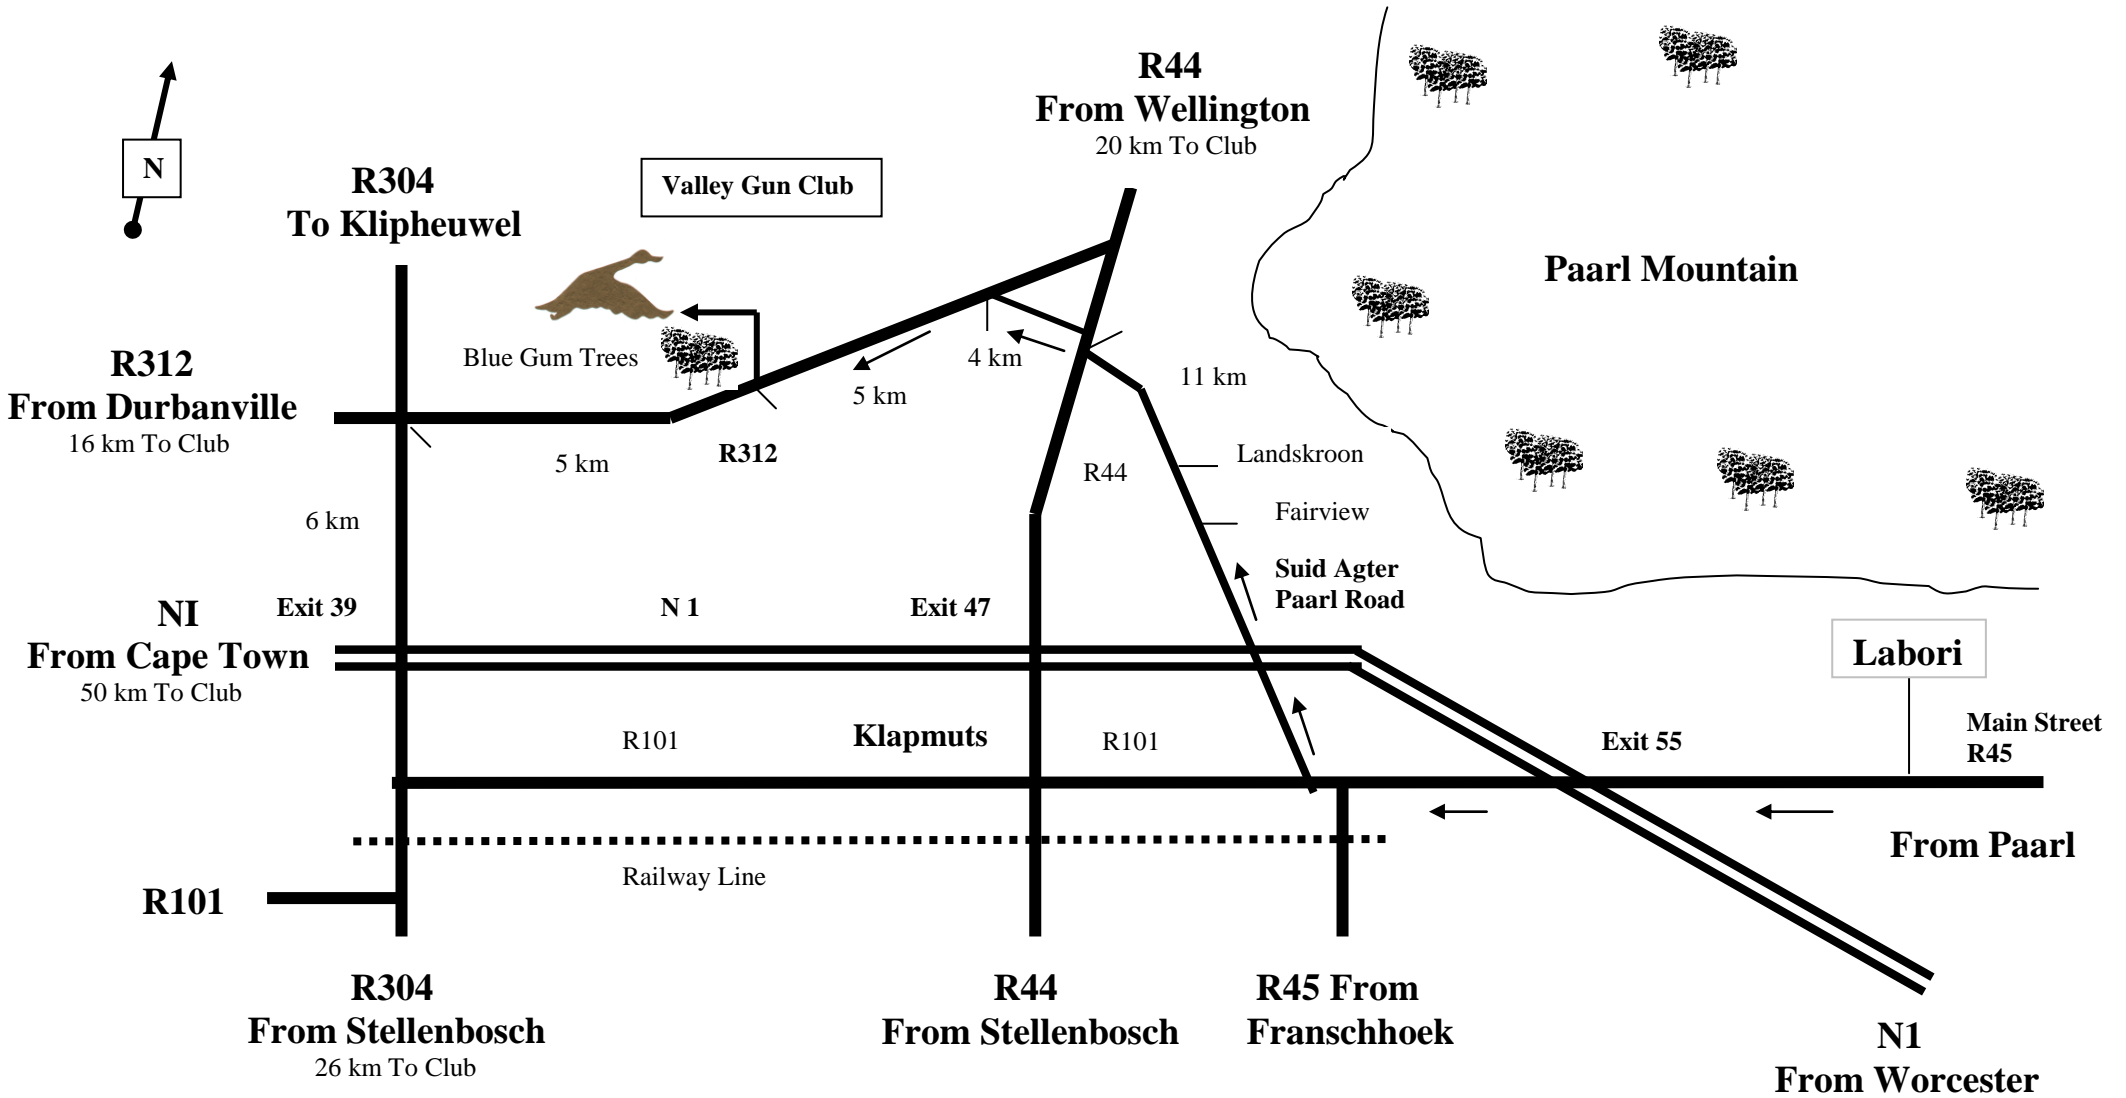 R44
From Wellington
20 km To Club
N
R304
To Klipheuwel
Valley Gun Club
Paarl Mountain
R312
From Durbanville
16 km To Club
Blue Gum Trees
4 km
5 km
11 km
R312
5 km
R44
Landskroon
6 km
Fairview
Suid Agter
Paarl Road
NI
From Cape Town
50 km To Club
Exit 39
N 1
Exit 47
Labori
R101
Klapmuts
R101
Exit 55
Main Street
R45
From Paarl
Railway Line
R101
R304
From Stellenbosch
26 km To Club
R44
From Stellenbosch
R45 From
Franschhoek
N1
From Worcester